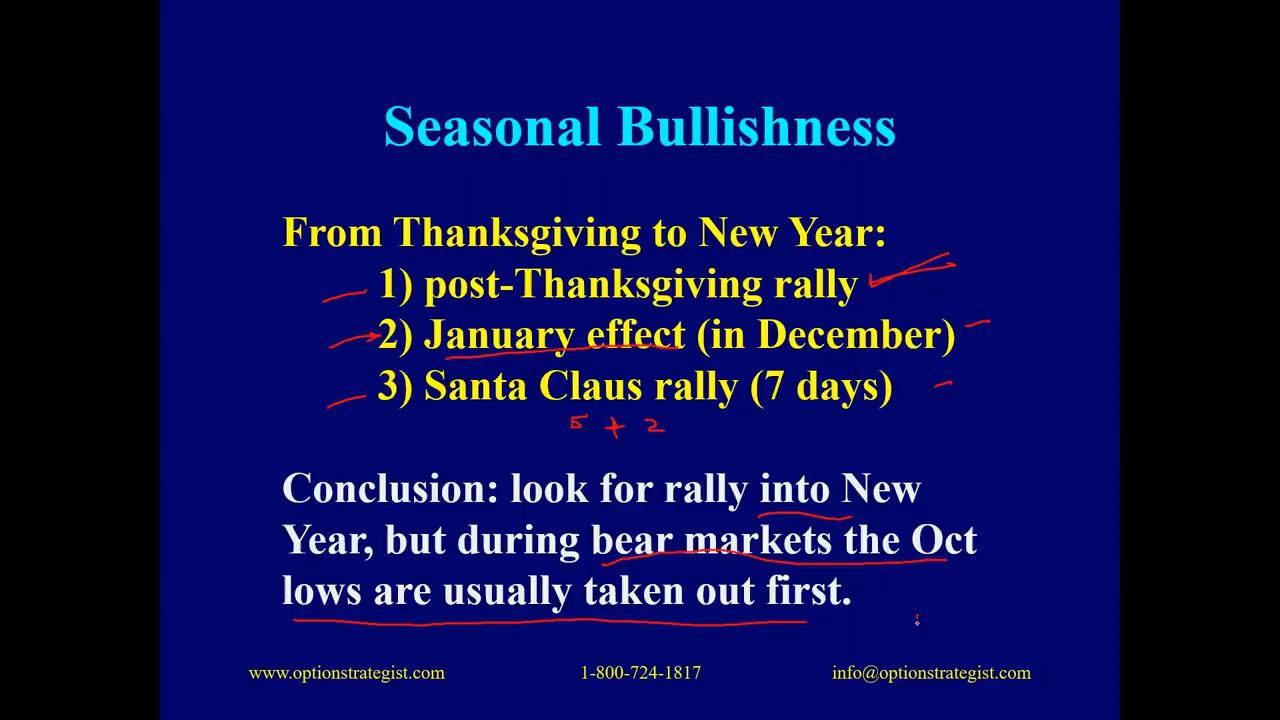 Seasonal Bullishness
From Thanksgiving to New Year:
1) post-Thanksgiving rally
2) January effect (in December)
3) Santa Claus rally (7 days)
5 + 2
Conclusion: look for rally into New
Year, but during bear markets the Oct
lows are usually taken out first.
www.optionstrategist.com 1-800-724-1817 info@optionstrategist.com